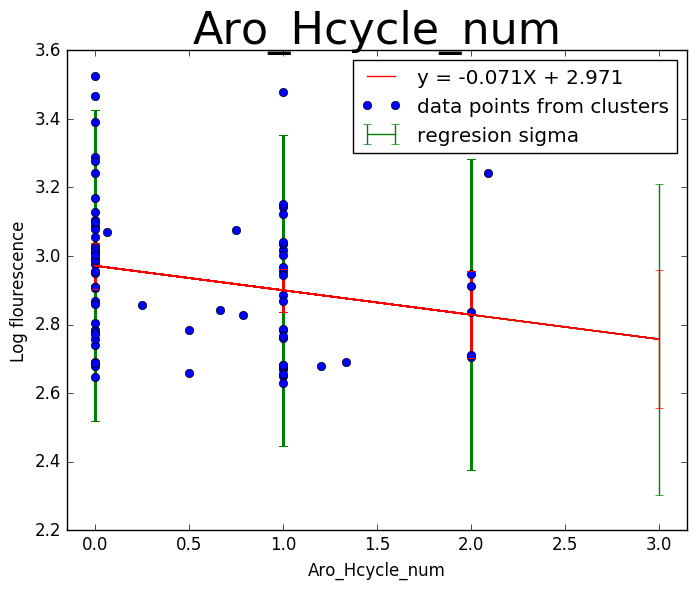 Aro_Hcycle_num
y = -0.071X + 2.971
data points from clusters
regresion sigma
3.6
3.4
3.2
3.0
2.8
2.6
2.4
2.2
Log flourescence
0.0 0.5 1.0 1.5 2.0 2.5 3.0
Aro_Hcycle_num